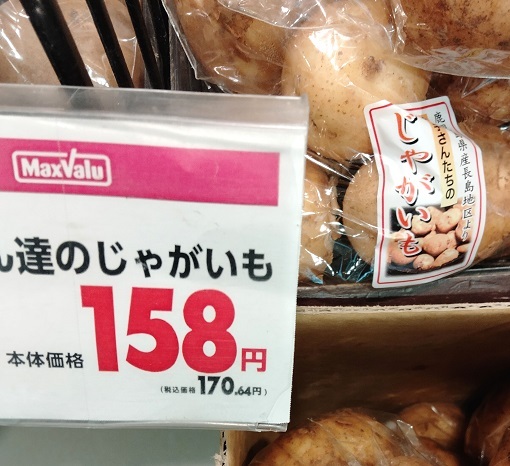 MaxValu
ん達のじゃがいも
本体価格 158円
(税込価格 170.64円)
県産長島地区より
さんたちの
じゃがいも